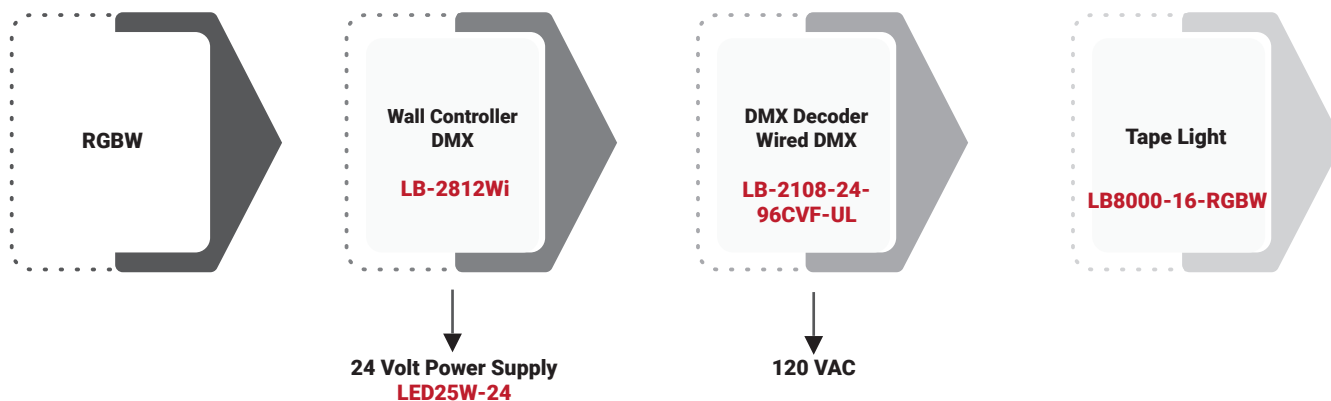 RGBW
Wall Controller
DMX
LB-2812Wi
24 Volt Power Supply
LED25W-24
DMX Decoder
Wired DMX
LB-2108-24-
96CVF-UL
120 VAC
Tape Light
LB8000-16-RGBW